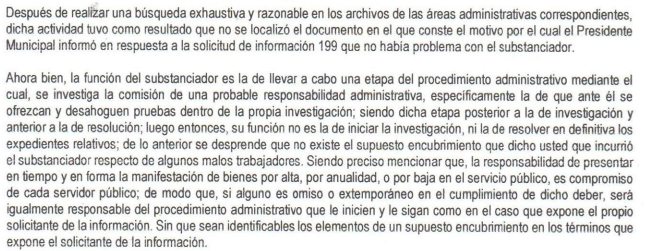 Después de realizar una búsqueda exhaustiva y razonable en los archivos de las áreas administrativas correspondientes,
dicha actividad tuvo como resultado que no se localizó el documento en el que conste el motivo por el cual el Presidente
Municipal informó en respuesta a la solicitud de información 199 que no había problema con el substanciador.
Ahora bien, la función del substanciador es la de llevar a cabo una etapa del procedimiento administrativo mediante el
cual, se investiga la comisión de una probable responsabilidad administrativa, específicamente la de que ante él se
ofrezcan y desahoguen pruebas dentro de la propia investigación; siendo dicha etapa posterior a la de investigación y
anterior a la de resolución; luego entonces, su función no es la de iniciar la investigación, ni la de resolver en definitiva los
expedientes relativos; de lo anterior se desprende que no existe el supuesto encubrimiento que dicho usted que incurrió
el substanciador respecto de algunos malos trabajadores. Siendo preciso mencionar que, la responsabilidad de presentar
en tiempo y en forma la manifestación de bienes por alta, por anualidad, o por baja en el servicio público, es compromiso
de cada servidor público; de modo que, si alguno es omiso o extemporáneo en el cumplimiento de dicho deber, será
igualmente responsable del procedimiento administrativo que le inicien y le sigan como en el caso que expone el propio
solicitante de la información. Sin que sean identificables los elementos de un supuesto encubrimiento en los términos que
expone el solicitante de la información.